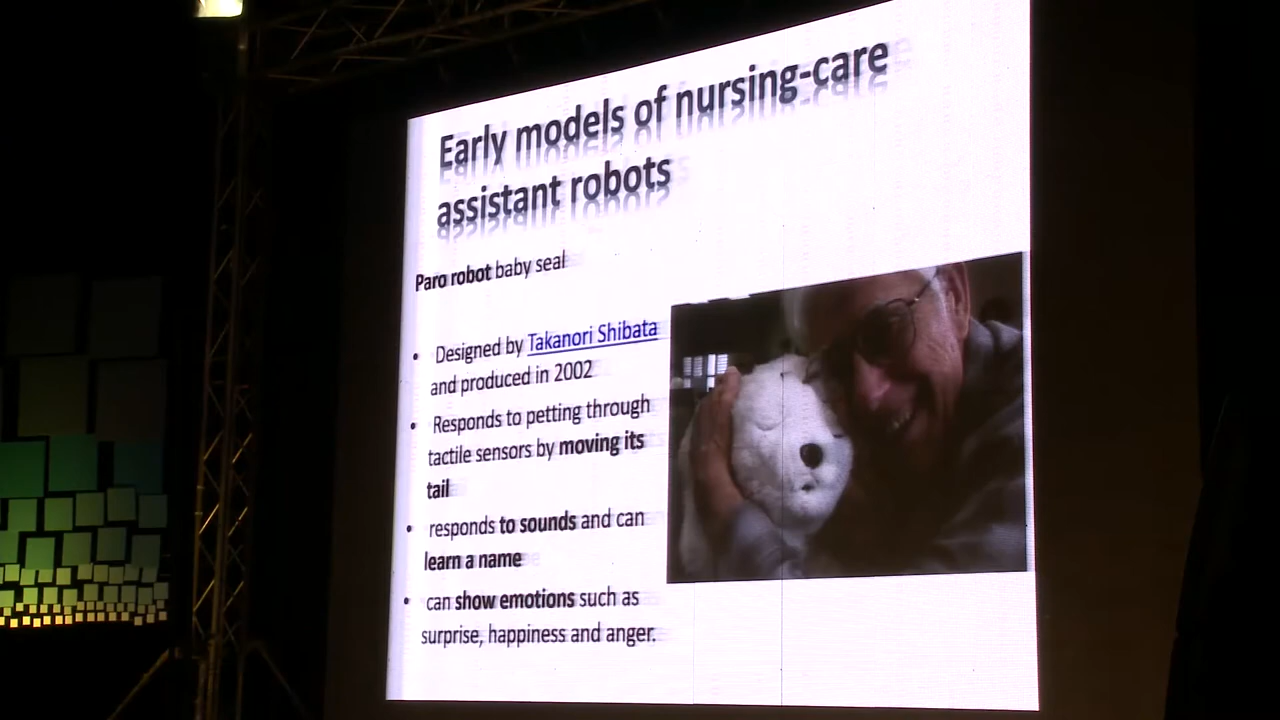 Early models of nursing-care
assistant robots
Paro robot baby seal
• Designed by Takanori Shibata
and produced in 2002
• Responds to petting through
tactile sensors by moving its
tail
• responds to sounds and can
learn a name
• can show emotions such as
surprise, happiness and anger.